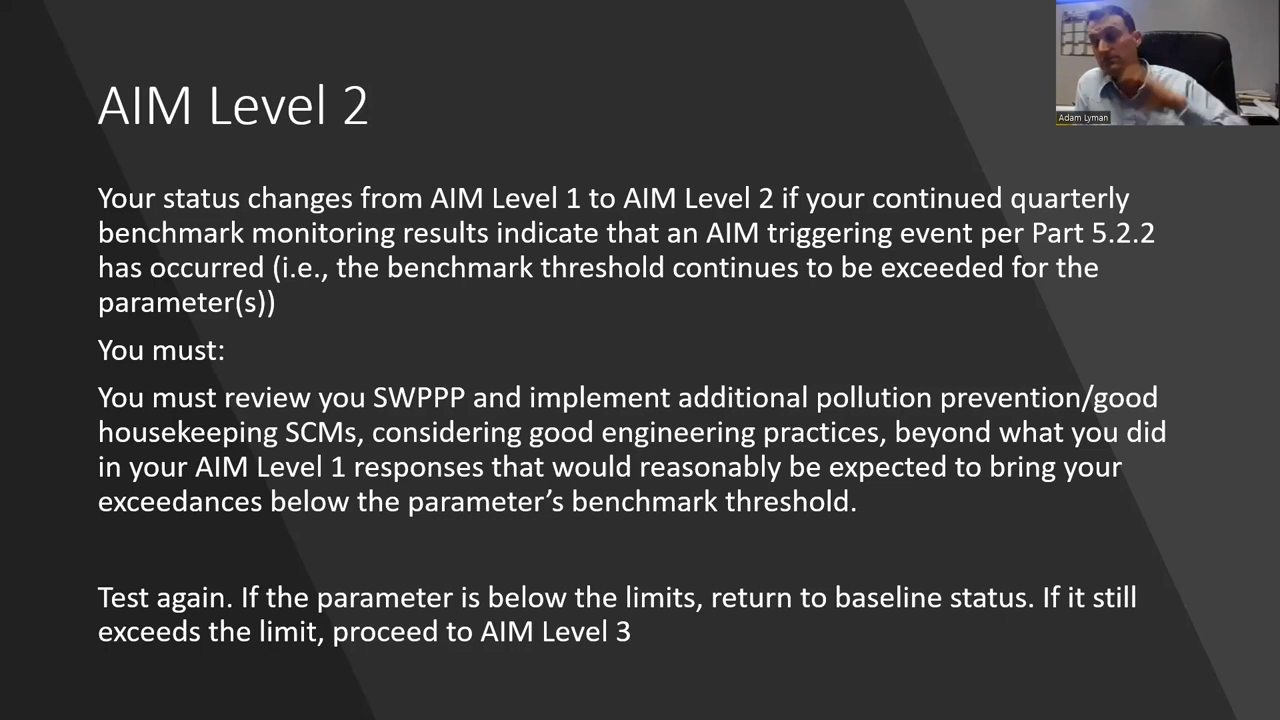 AIM Level 2
Adam Lyman
Your status changes from AIM Level 1 to AIM Level 2 if your continued quarterly
benchmark monitoring results indicate that an AIM triggering event per Part 5.2.2
has occurred (i.e., the benchmark threshold continues to be exceeded for the
parameter(s))
You must:
You must review you SWPPP and implement additional pollution prevention/good
housekeeping SCMs, considering good engineering practices, beyond what you did
in your AIM Level 1 responses that would reasonably be expected to bring your
exceedances below the parameter’s benchmark threshold.
Test again. If the parameter is below the limits, return to baseline status. If it still
exceeds the limit, proceed to AIM Level 3